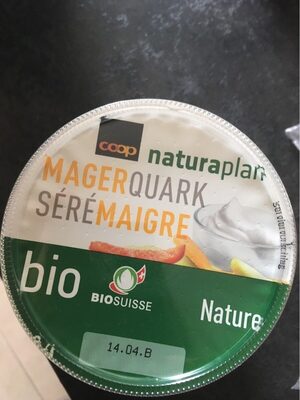 coop
naturaplan
MAGERQUARK
SÉRÉMAIGRE
bio
BIOSUISSE
Nature
14.04.B